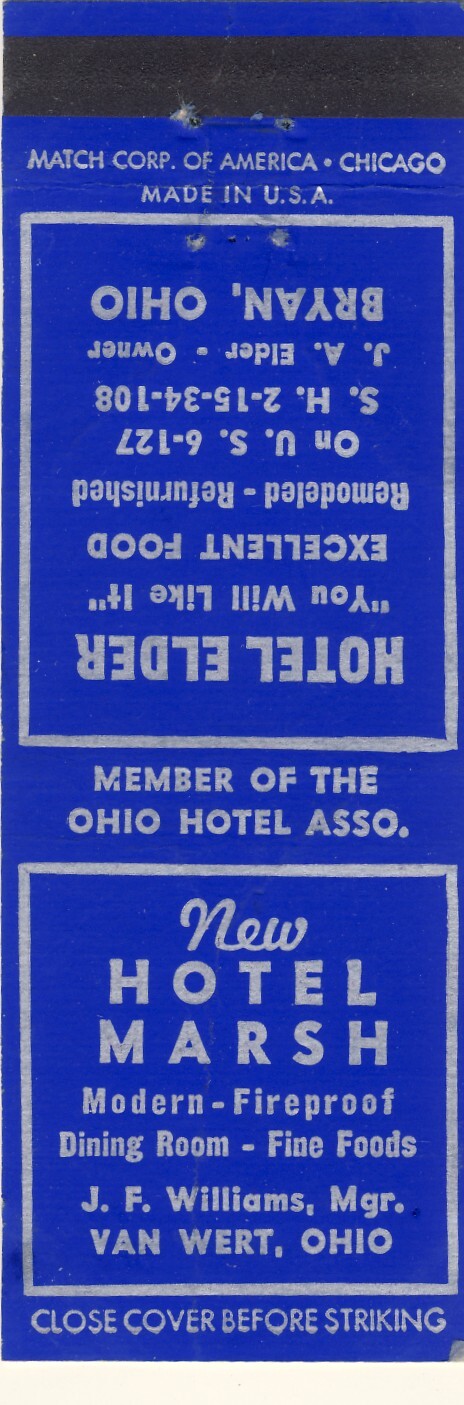 MATCH CORP. OF AMERICA • CHICAGO
MADE IN U.S.A.
HOTEL ELDER
"You Will Like It"
EXCELLENT FOOD
Remodeled - Refurnished
On U. S. 6-127
S. H. 2-15-34-108
J. A. Elder - Owner
BRYAN, OHIO
MEMBER OF THE
OHIO HOTEL ASSO.
New
HOTEL
MARSH
Modern - Fireproof
Dining Room - Fine Foods
J. F. Williams, Mgr.
VAN WERT, OHIO
CLOSE COVER BEFORE STRIKING